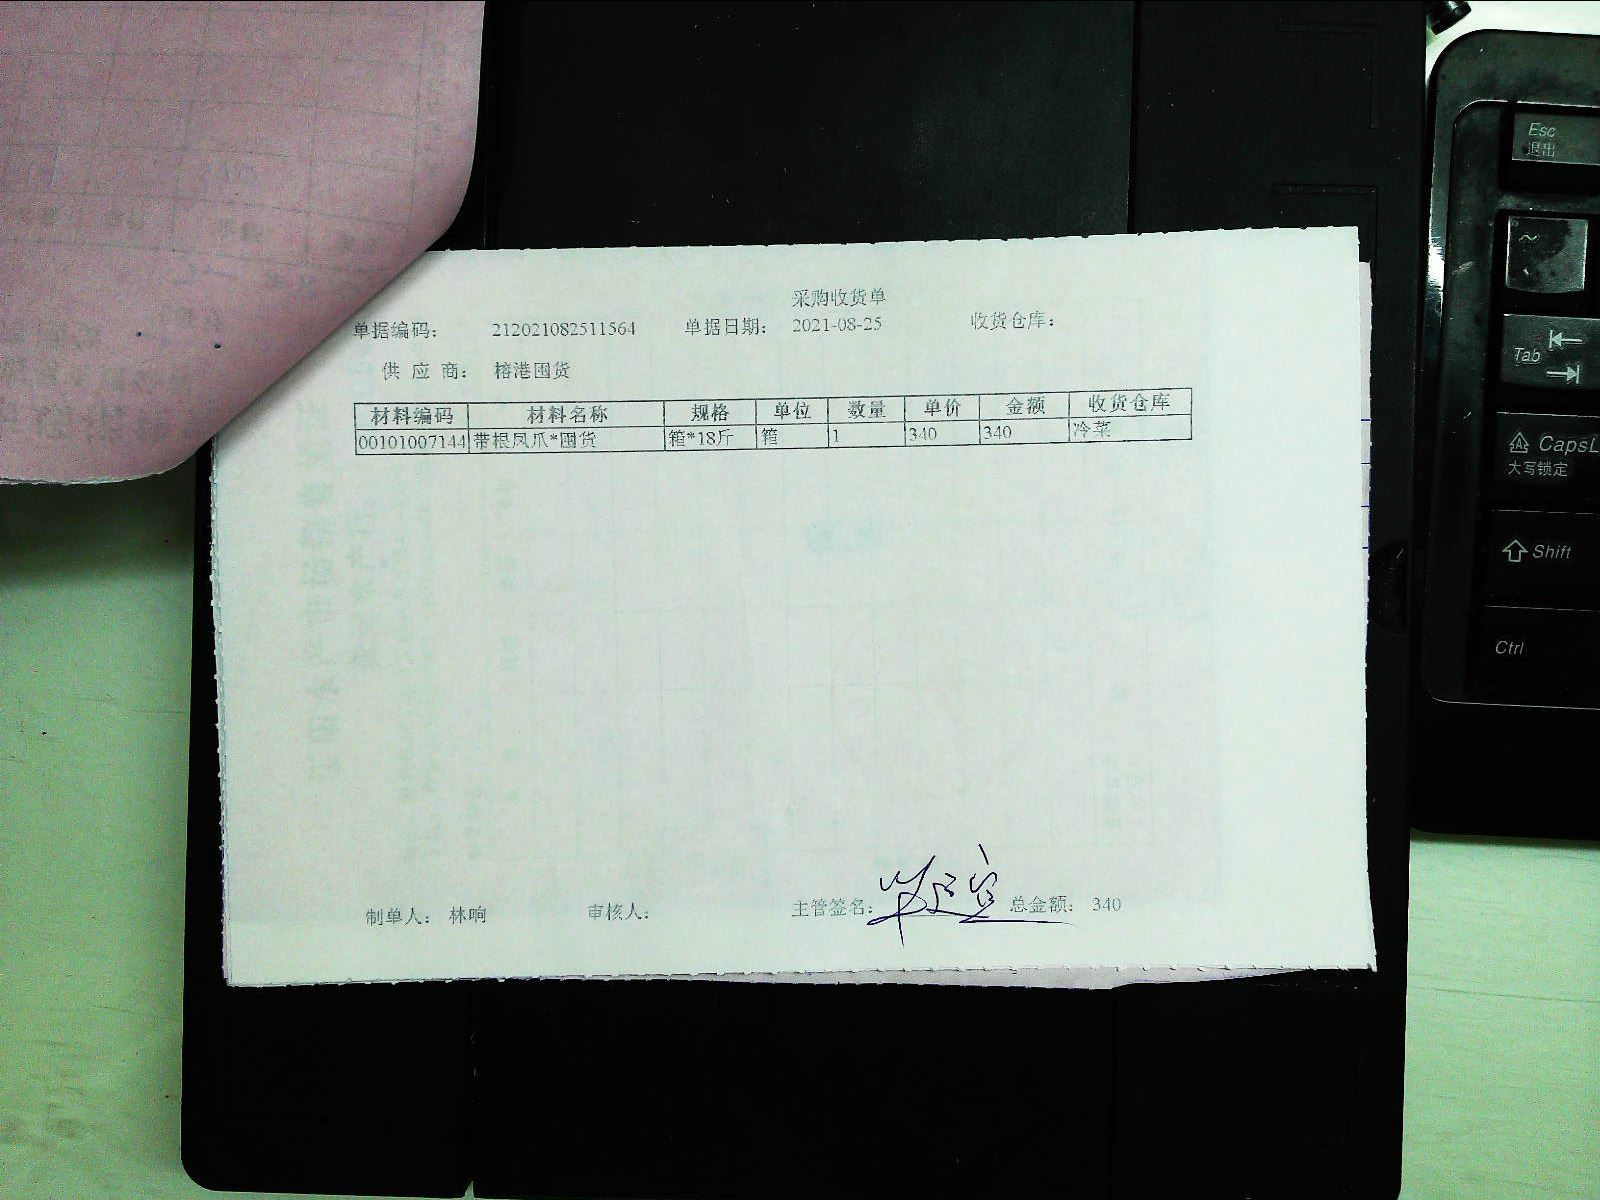 采购收货单
单据编码： 212021082511564 单据日期： 2021-08-25 收货仓库：
供 应 商： 榕港囤货
材料编码 材料名称 规格 单位 数量 单价 金额 收货仓库
00101007144 带根凤爪*囤货 箱*18斤 箱 1 340 340 冷菜
制单人： 林响 审核人： 主管签名： 总金额： 340
Esc
退出
~
Tab
CapsL
大写锁定
Shift
Ctrl